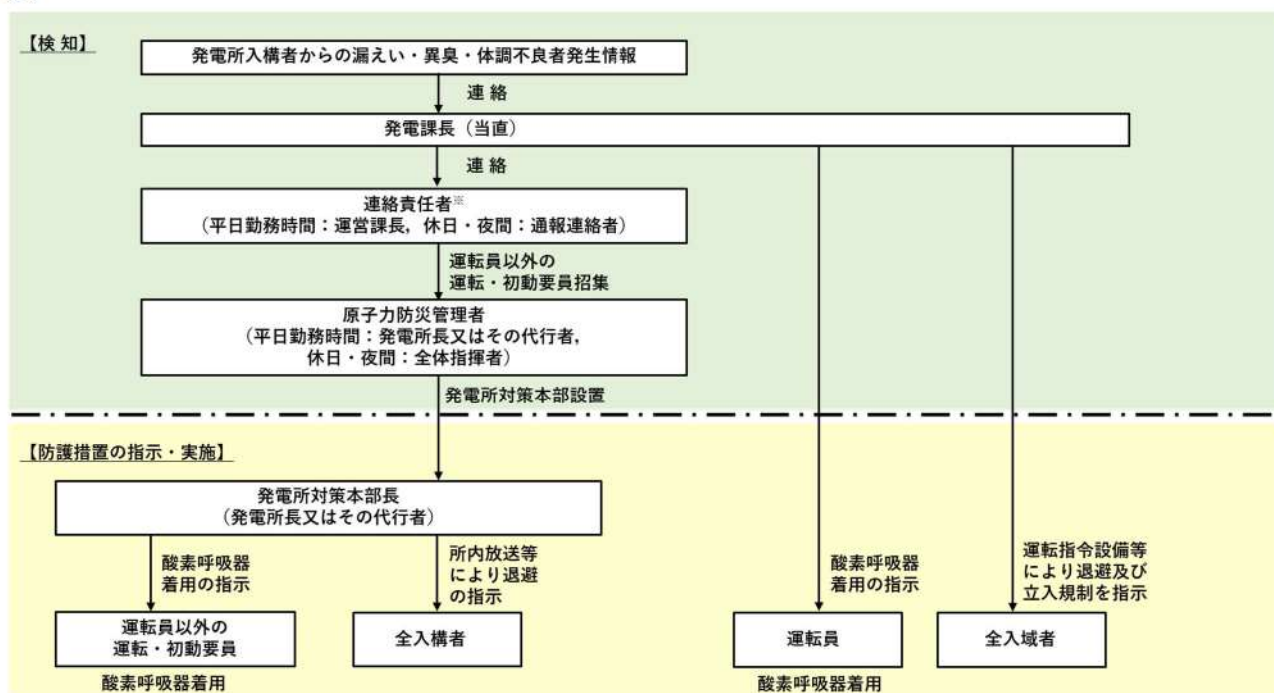 【検 知】
発電所入構者からの漏えい・異臭・体調不良者発生情報
連 絡
発電課長（当直）
連 絡
連絡責任者※
（平日勤務時間：運営課長，休日・夜間：通報連絡者）
運転員以外の
運転・初動要員招集
原子力防災管理者
（平日勤務時間：発電所長又はその代行者，
休日・夜間：全体指揮者）
発電所対策本部設置
【防護措置の指示・実施】
発電所対策本部長
（発電所長又はその代行者）
酸素呼吸器
着用の指示
所内放送等
により退避
の指示
酸素呼吸器
着用の指示
運転指令設備等
により退避及び
立入規制を指示
運転員以外の
運転・初動要員
全入構者
運転員
全入域者
酸素呼吸器着用
酸素呼吸器着用